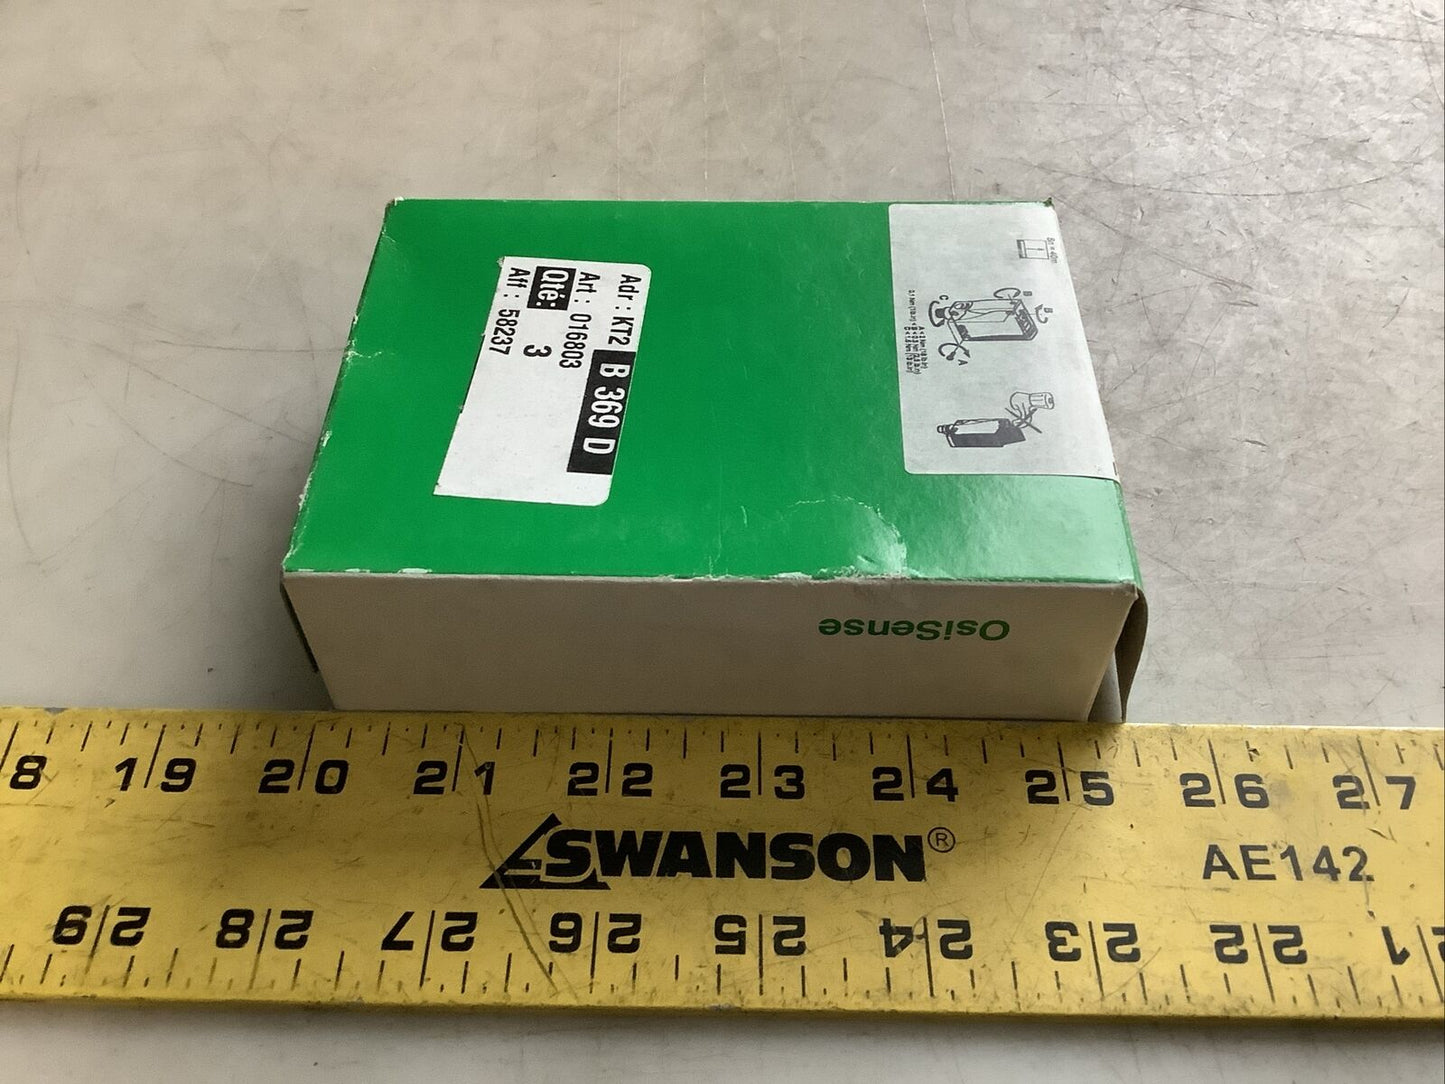 Adr : KT2 B 369 D
Art : 016803
Qté: 3
Aff : 58237
C
B
B
A
OsiSense
8 19 20 21 22 23 24 25 26 27
SWANSON®
AE142
29 28 27 26 25 24 23 22 1